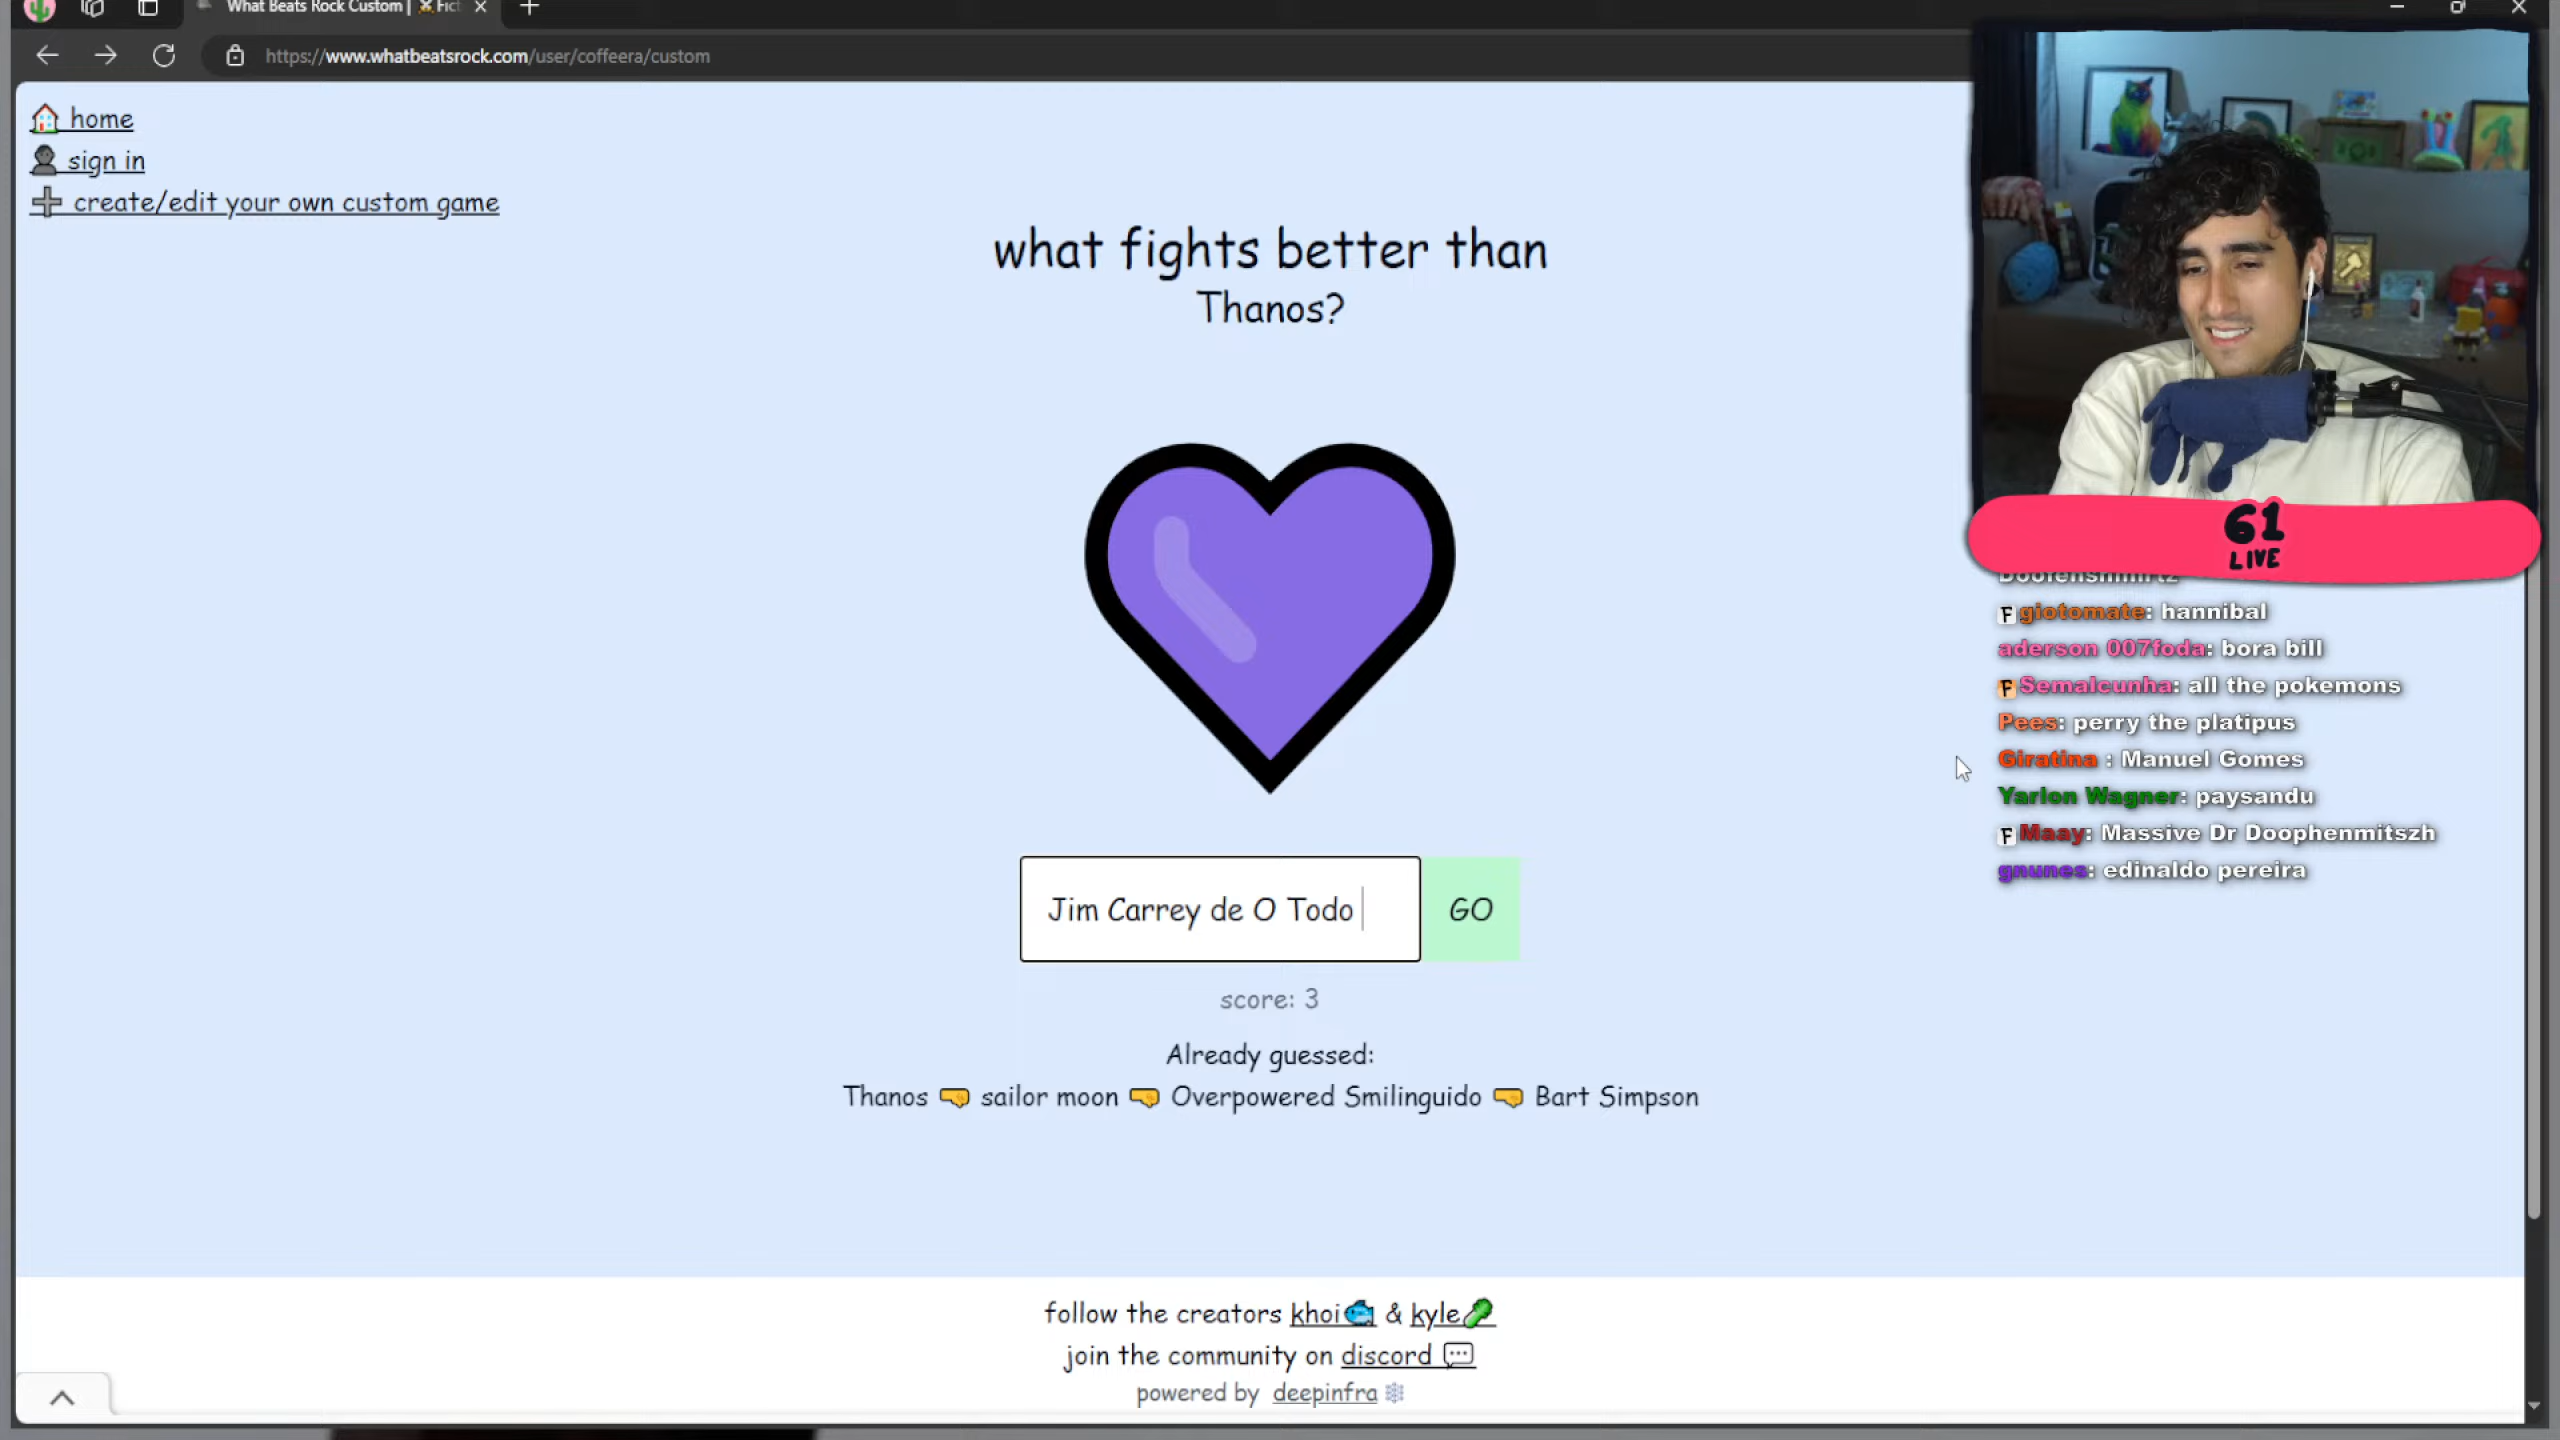 What Beats Rock Custom | ⚔Fict
https://www.whatbeatsrock.com/user/coffeera/custom
home
sign in
create/edit your own custom game
what fights better than
Thanos?
Jim Carrey de O Todo
GO
score: 3
Already guessed:
Thanos 🤜 sailor moon 🤜 Overpowered Smilinguido 🤜 Bart Simpson
follow the creators khoi🐟 & kyle🥒
join the community on discord 💬
powered by deepinfra
61
LIVE
Doofenshmirtz
F giotomate: hannibal
aderson 007foda: bora bill
F Semalcunha: all the pokemons
Pees: perry the platipus
Giratina : Manuel Gomes
Yarlon Wagner: paysandu
F Maay: Massive Dr Doophenmitszh
gnunes: edinaldo pereira